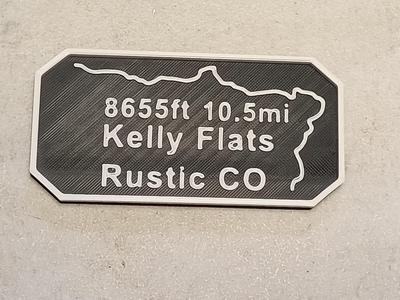 8655ft 10.5mi
Kelly Flats
Rustic CO